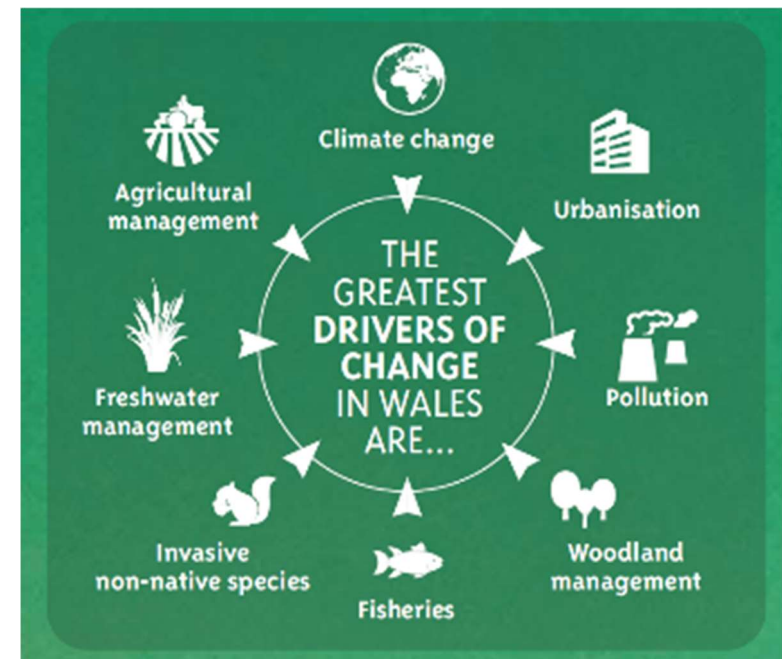 Climate change
Urbanisation
Pollution
Woodland
management
Fisheries
Invasive
non-native species
Freshwater
management
Agricultural
management
THE
GREATEST
DRIVERS OF
CHANGE
IN WALES
ARE...